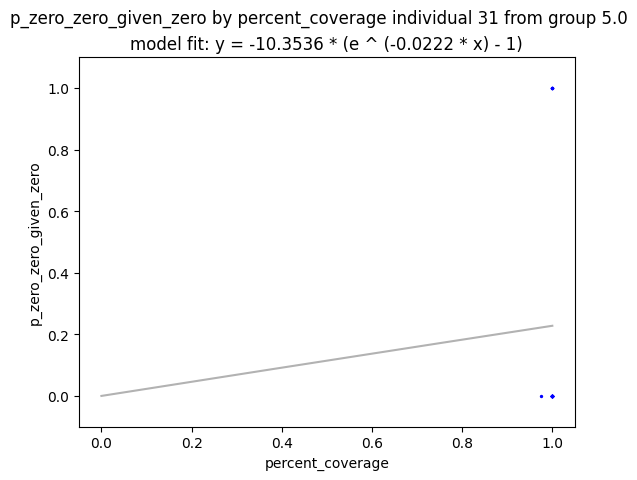 p_zero_zero_given_zero by percent_coverage individual 31 from group 5.0
model fit: y = -10.3536 * (e ^ (-0.0222 * x) - 1)
1.0
0.8
0.6
0.4
0.2
0.0
p_zero_zero_given_zero
0.0 0.2 0.4 0.6 0.8 1.0
percent_coverage